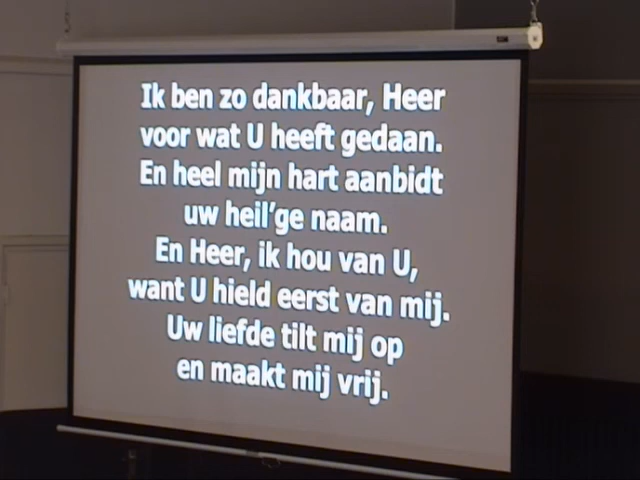 Ik ben zo dankbaar, Heer
voor wat U heeft gedaan.
En heel mijn hart aanbidt
uw heil'ge naam.
En Heer, ik hou van U,
want U hield eerst van mij.
Uw liefde tilt mij op
en maakt mij vrij.